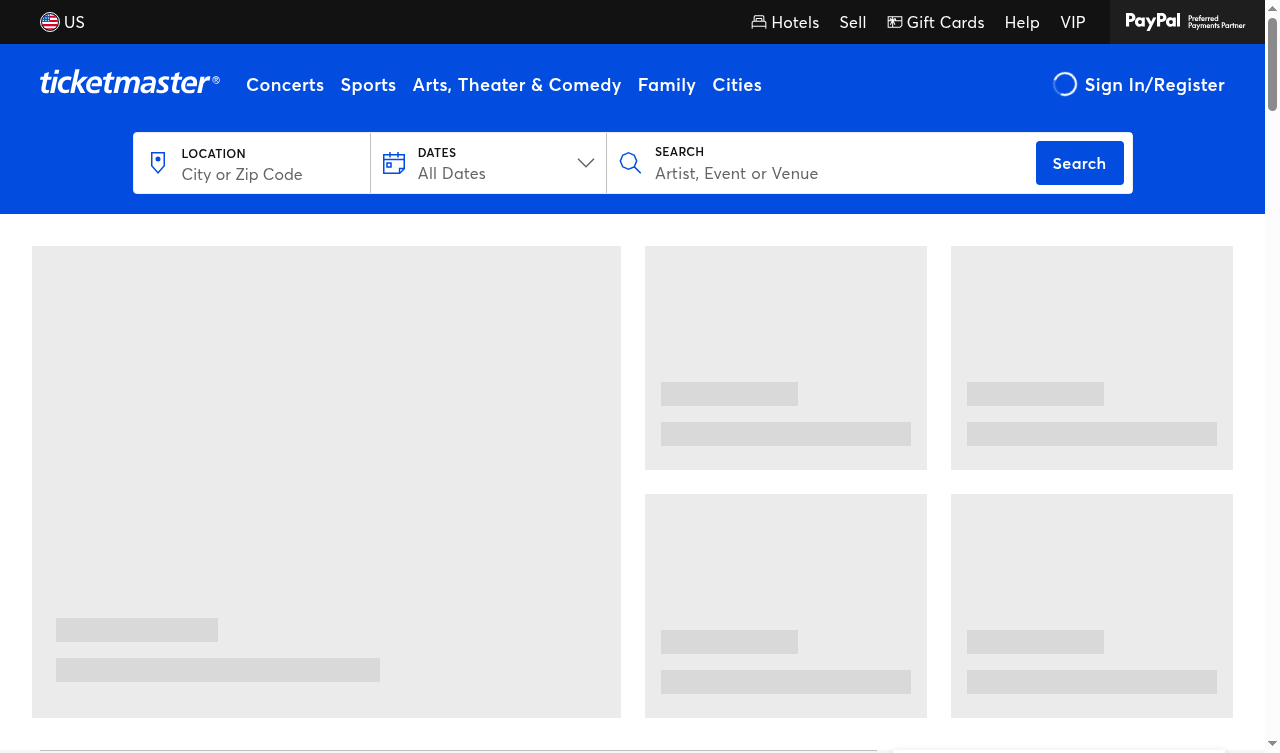 US
Hotels
Sell
Gift Cards
Help
VIP
PayPal Preferred
Payments Partner
ticketmaster®
Concerts
Sports
Arts, Theater & Comedy
Family
Cities
Sign In/Register
LOCATION
City or Zip Code
DATES
All Dates
SEARCH
Artist, Event or Venue
Search